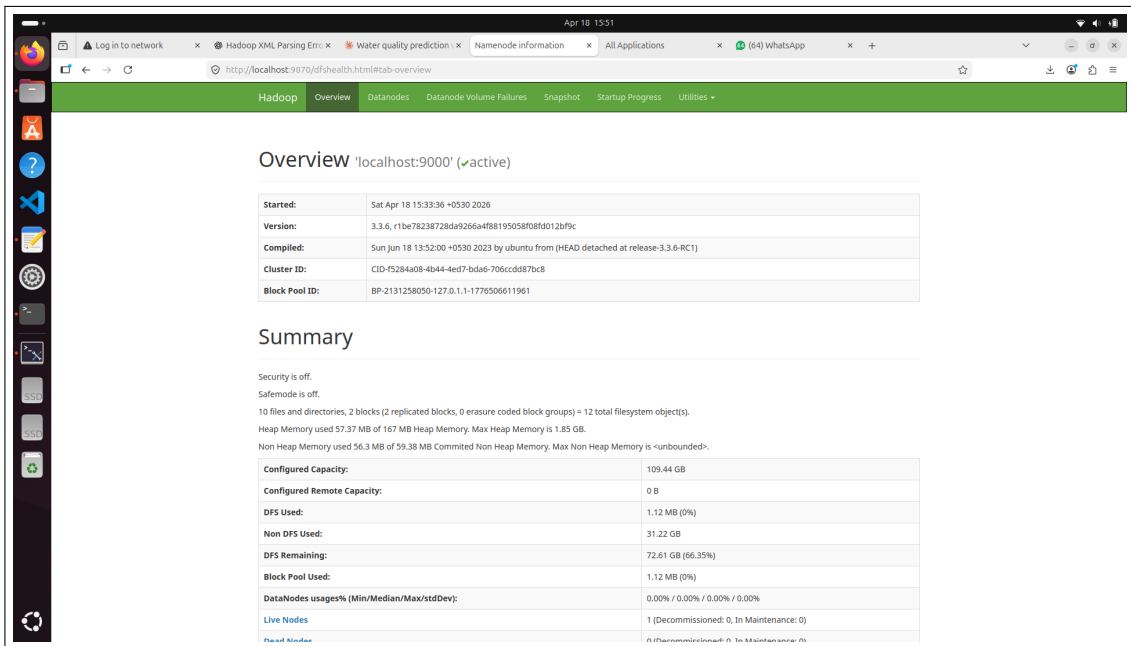 Apr 18 15:51
Log in to network
Hadoop XML Parsing Erro
Water quality prediction
Namenode information
All Applications
(64) WhatsApp
http://localhost:9870/dfshealth.html#tab-overview
Hadoop Overview Datanodes Datanode Volume Failures Snapshot Startup Progress Utilities
Overview 'localhost:9000' (✔active)
Started: Sat Apr 18 15:33:36 +0530 2026
Version: 3.3.6, r1be78238728da9266a4f88195058f08fd012bf9c
Compiled: Sun Jun 18 13:52:00 +0530 2023 by ubuntu from (HEAD detached at release-3.3.6-RC1)
Cluster ID: CID-f5284a08-4b44-4ed7-bda6-706ccdd87bc8
Block Pool ID: BP-2131258050-127.0.1.1-1776506611961
Summary
Security is off.
Safemode is off.
10 files and directories, 2 blocks (2 replicated blocks, 0 erasure coded block groups) = 12 total filesystem object(s).
Heap Memory used 57.37 MB of 167 MB Heap Memory. Max Heap Memory is 1.85 GB.
Non Heap Memory used 56.3 MB of 59.38 MB Commited Non Heap Memory. Max Non Heap Memory is <unbounded>.
Configured Capacity: 109.44 GB
Configured Remote Capacity: 0 B
DFS Used: 1.12 MB (0%)
Non DFS Used: 31.22 GB
DFS Remaining: 72.61 GB (66.35%)
Block Pool Used: 1.12 MB (0%)
DataNodes usages% (Min/Median/Max/stdDev): 0.00% / 0.00% / 0.00% / 0.00%
Live Nodes 1 (Decommissioned: 0, In Maintenance: 0)
Dead Nodes 0 (Decommissioned: 0, In Maintenance: 0)
SSD
SSD